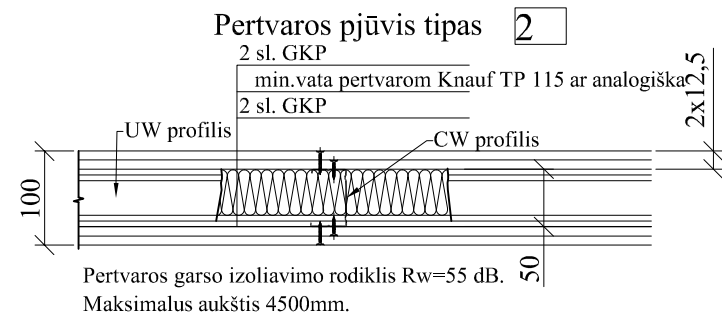 Pertvaros pjūvis tipas 2
2 sl. GKP
min.vata pertvarom Knauf TP 115 ar analogiška
2 sl. GKP
2x12,5
UW profilis
CW profilis
100
50
Pertvaros garso izoliavimo rodiklis Rw=55 dB.
Maksimalus aukštis 4500mm.